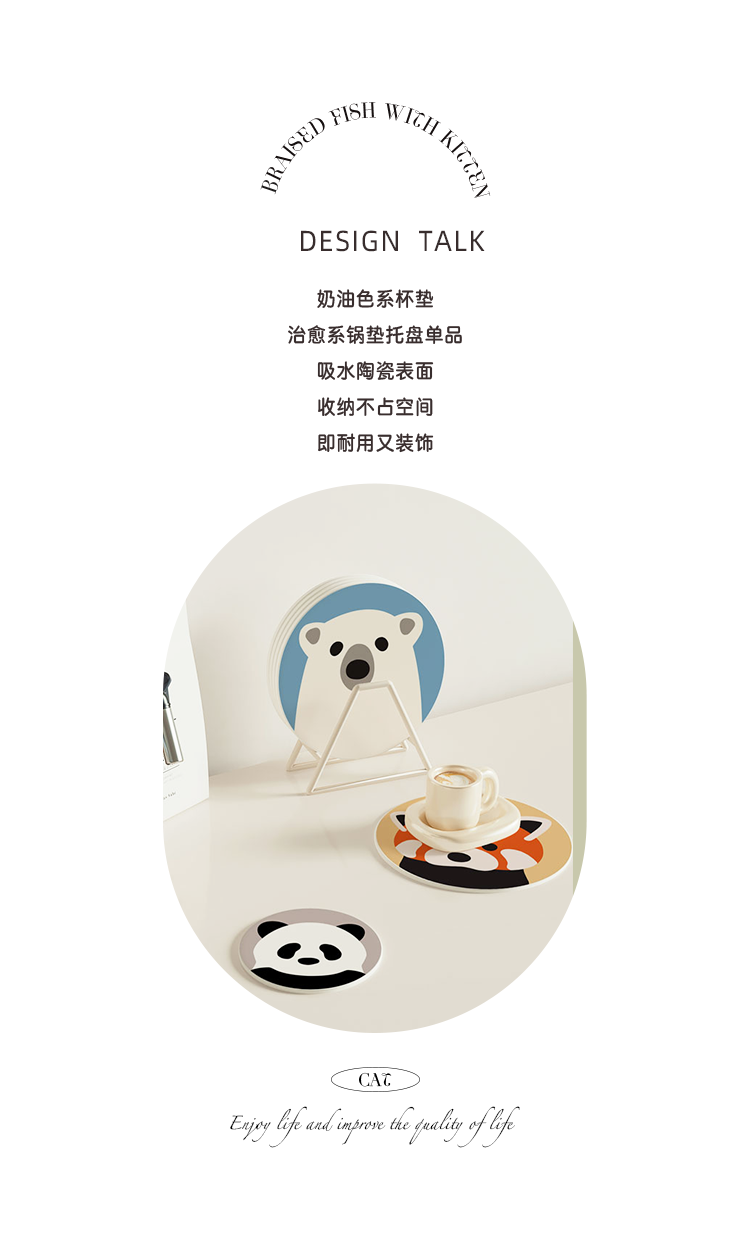 BRAISED FISH WITH KITTEN
DESIGN TALK
奶油色系杯垫
治愈系锅垫托盘单品
吸水陶瓷表面
收纳不占空间
即耐用又装饰
CAT
Enjoy life and improve the quality of life